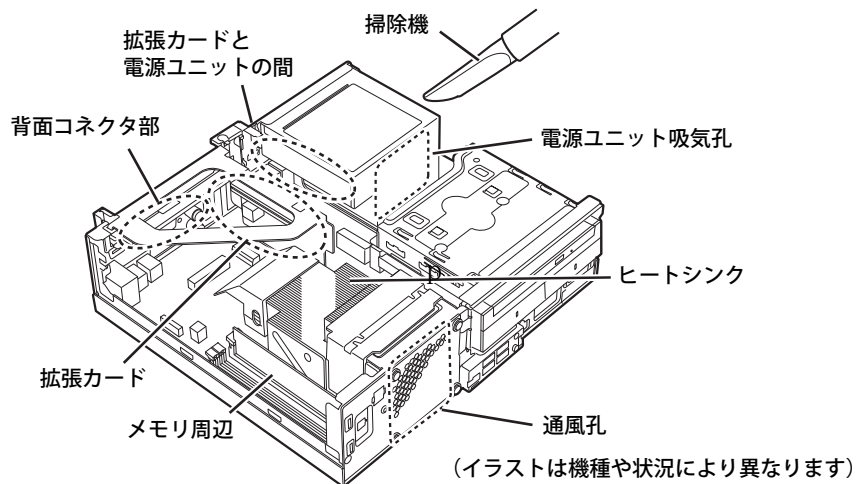 掃除機
拡張カードと
電源ユニットの間
背面コネクタ部
電源ユニット吸気孔
P
ヒートシンク
拡張カード
メモリ周辺
通風孔
(イラストは機種や状況により異なります)